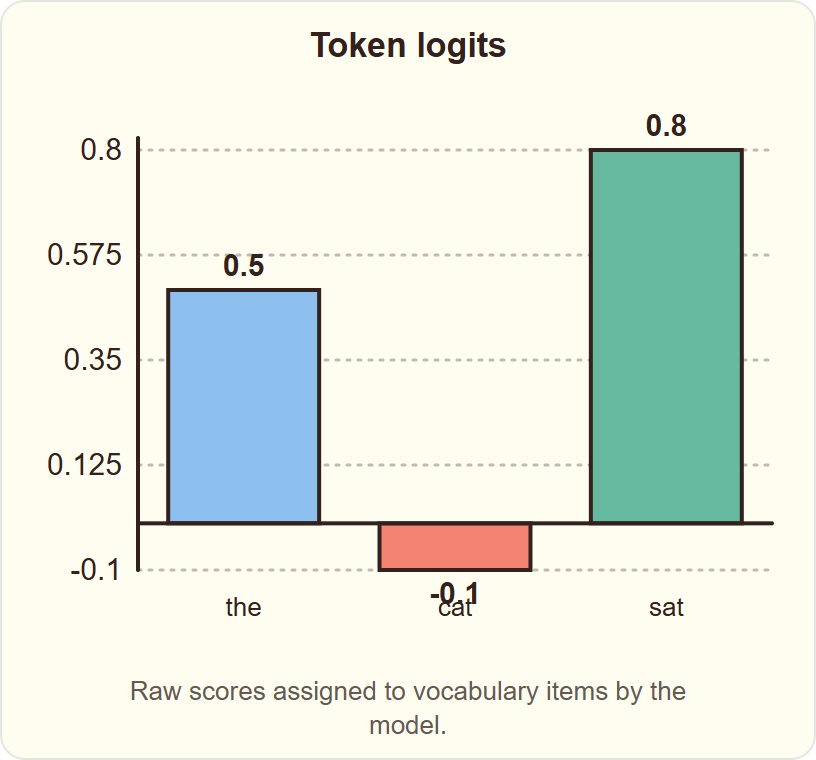 Token logits
0.8
0.8
0.575
0.5
0.35
0.125
-0.1
-0.1
the cat sat
Raw scores assigned to vocabulary items by the
model.